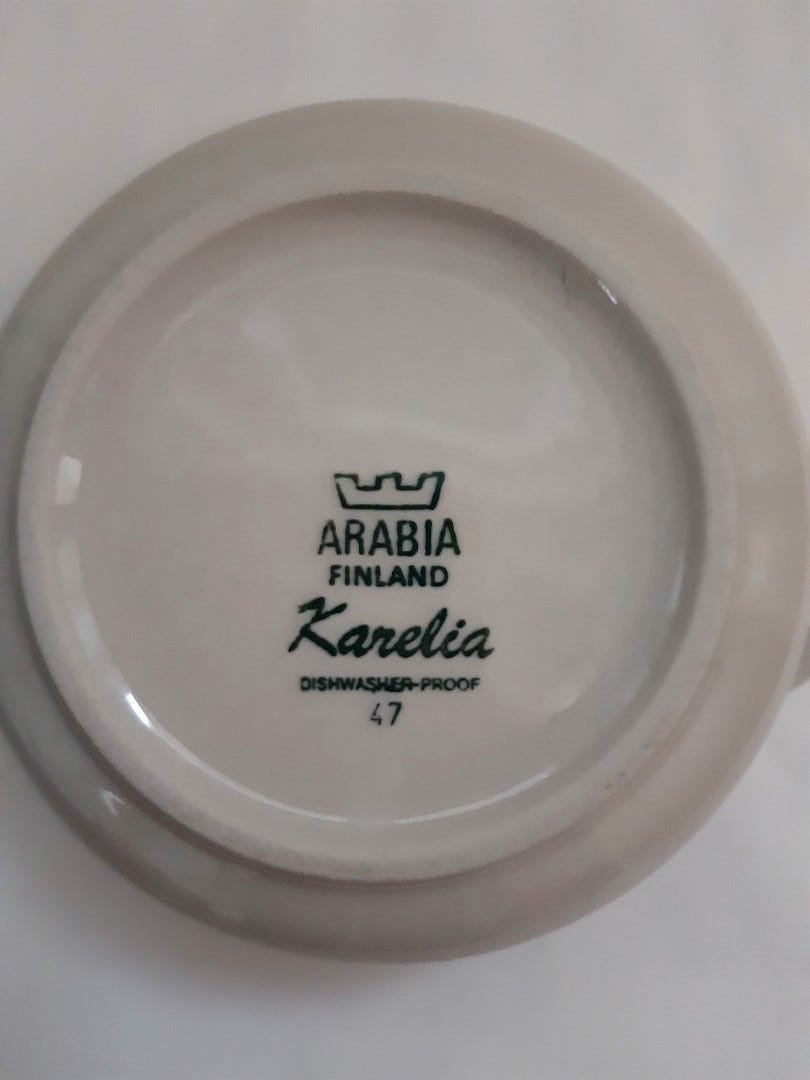 ARABIA
FINLAND
Karelia
DISHWASHER-PROOF
47